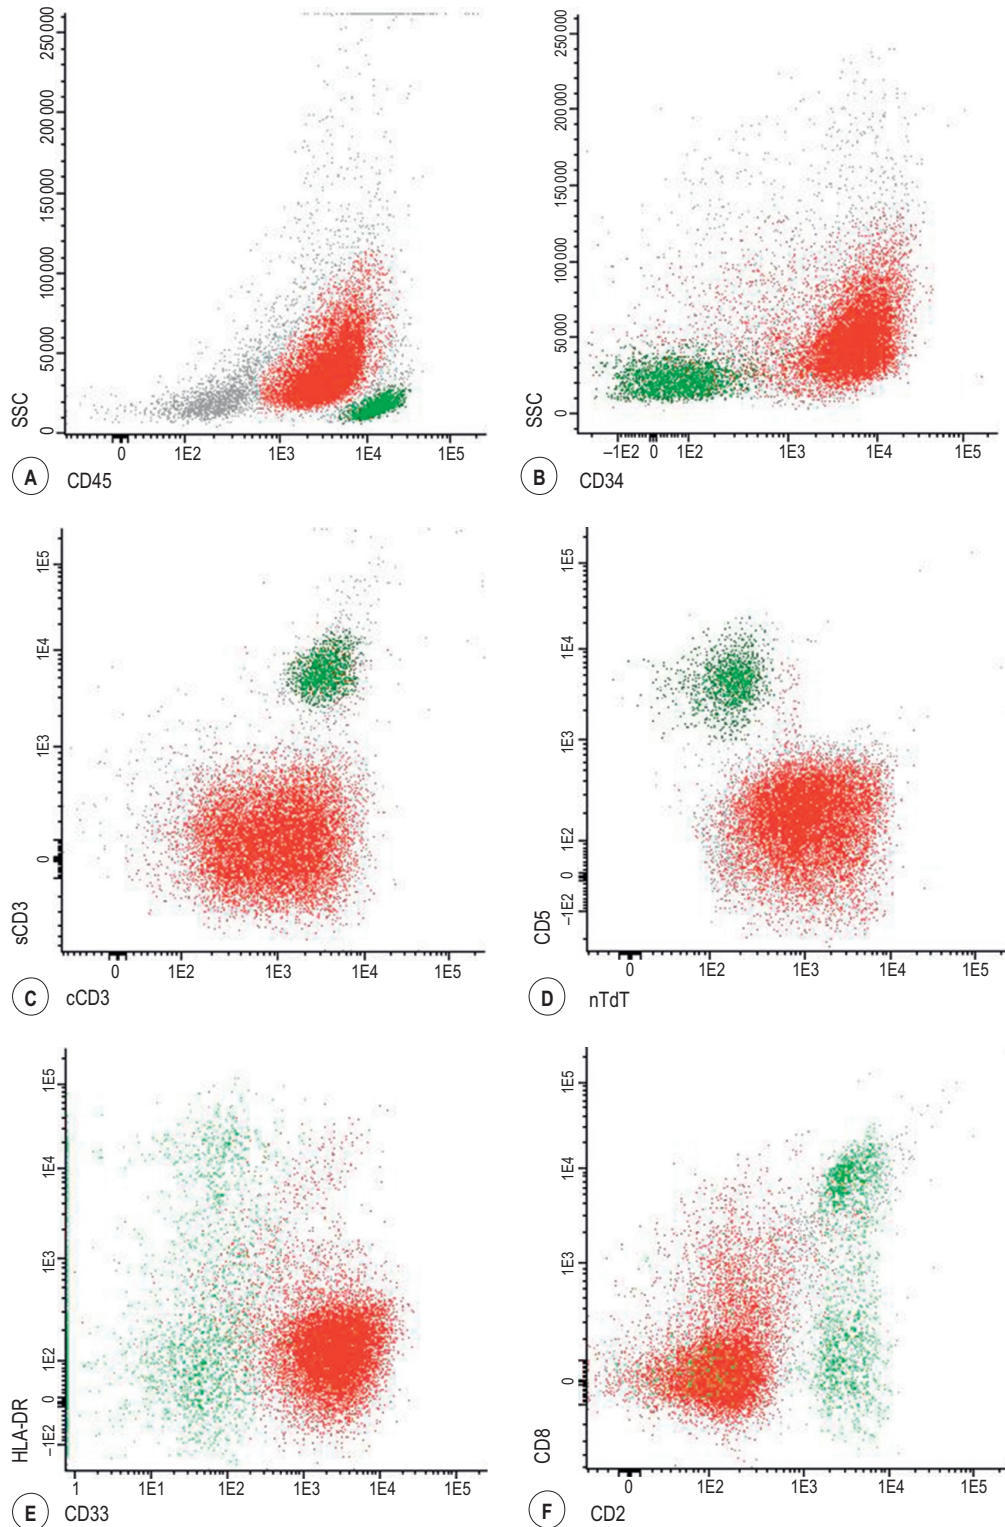 250 000
200 000
150 000
100 000
50 000
0
SSC
0 1E2 1E3 1E4 1E5
A CD45
250 000
200 000
150 000
100 000
50 000
0
SSC
–1E2 0 1E2 1E3 1E4 1E5
B CD34
1E5
1E4
1E3
0
sCD3
0 1E2 1E3 1E4 1E5
C cCD3
1E5
1E4
1E3
1E2
0
–1E2
CD5
0 1E2 1E3 1E4 1E5
D nTdT
1E5
1E4
1E3
1E2
0
–1E2
HLA-DR
1 1E1 1E2 1E3 1E4 1E5
E CD33
1E5
1E4
1E3
0
CD8
0 1E2 1E3 1E4 1E5
F CD2